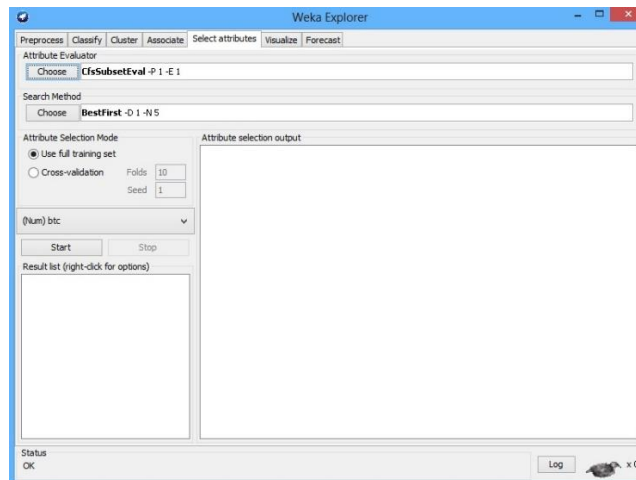 Weka Explorer
Preprocess Classify Cluster Associate Select attributes Visualize Forecast
Attribute Evaluator
Choose CfsSubsetEval -P 1 -E 1
Search Method
Choose BestFirst -D 1 -N 5
Attribute Selection Mode
Use full training set
Cross-validation Folds 10
Seed 1
(Num) btc
Start Stop
Result list (right-click for options)
Attribute selection output
Status
OK
Log x 0